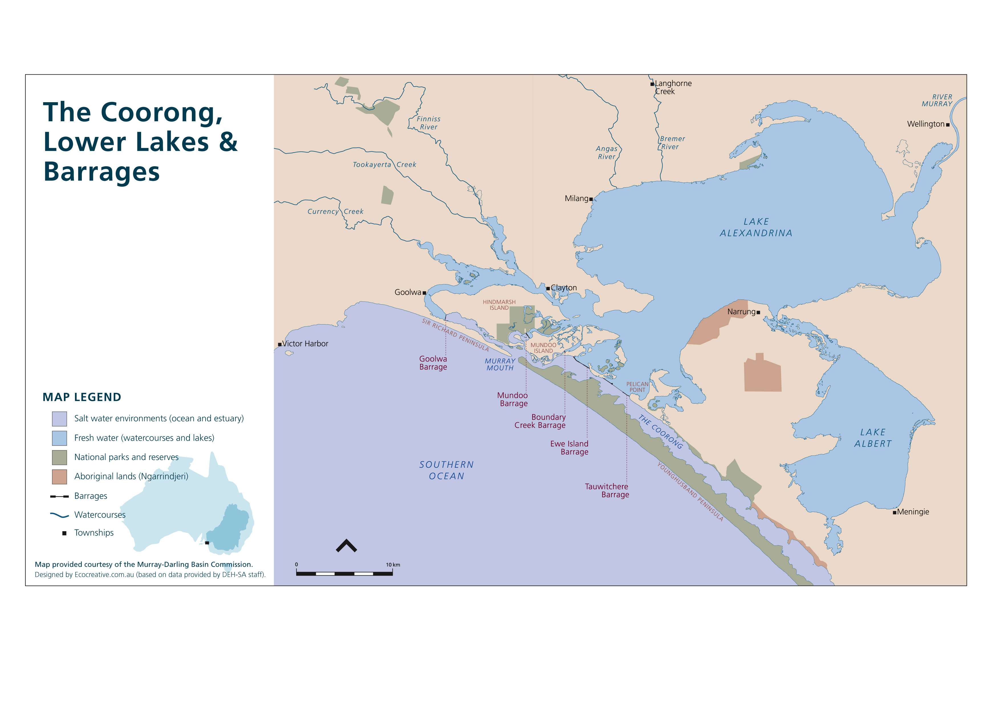 The Coorong,
Lower Lakes &
Barrages
MAP LEGEND
Salt water environments (ocean and estuary)
Fresh water (watercourses and lakes)
National parks and reserves
Aboriginal lands (Ngarrindjeri)
Barrages
Watercourses
Townships
Map provided courtesy of the Murray-Darling Basin Commission.
Designed by Ecocreative.com.au (based on data provided by DEH-SA staff).
Langhorne
Creek
RIVER
MURRAY
Wellington
Finniss
River
Bremer
River
Angas
River
Tookayerta Creek
Currency Creek
Milang
LAKE
ALEXANDRINA
Goolwa
Clayton
HINDMARSH
ISLAND
Narrung
SIR RICHARD PENINSULA
Victor Harbor
MUNDOO
ISLAND
Goolwa
Barrage
MURRAY
MOUTH
PELICAN
POINT
Mundoo
Barrage
Boundary
Creek Barrage
THE COORONG
Ewe Island
Barrage
LAKE
ALBERT
SOUTHERN
OCEAN
YOUNGHUSBAND PENINSULA
Tauwitchere
Barrage
Meningie
0
10 km